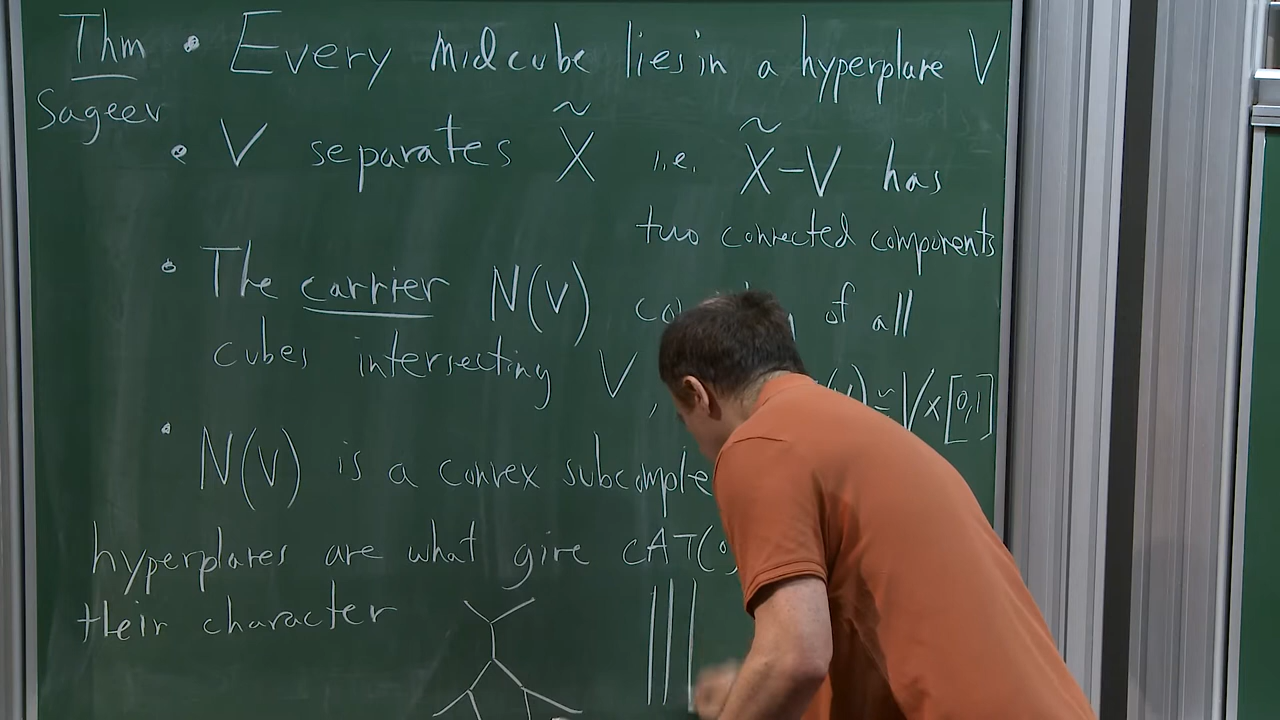 Thm • Every midcube lies in a hyperplane V
Sageev
• V separates X̃ i.e. X̃-V has
two connected components
• The carrier N(V) of all
cubes intersecting V, ≅ V×[0,1]
• N(V) is a convex subcomple
hyperplanes are what give CAT(0)
their character